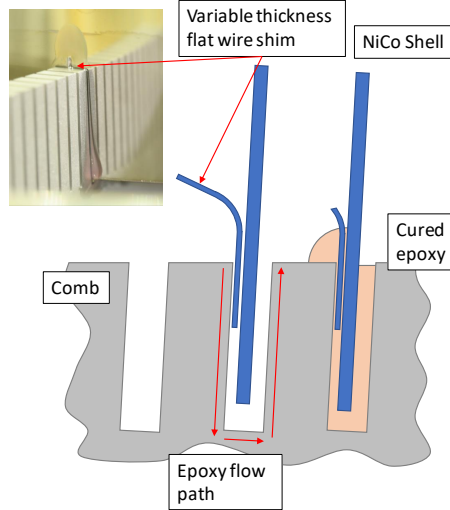 Variable thickness
flat wire shim
NiCo Shell
Cured
epoxy
Comb
Epoxy flow
path